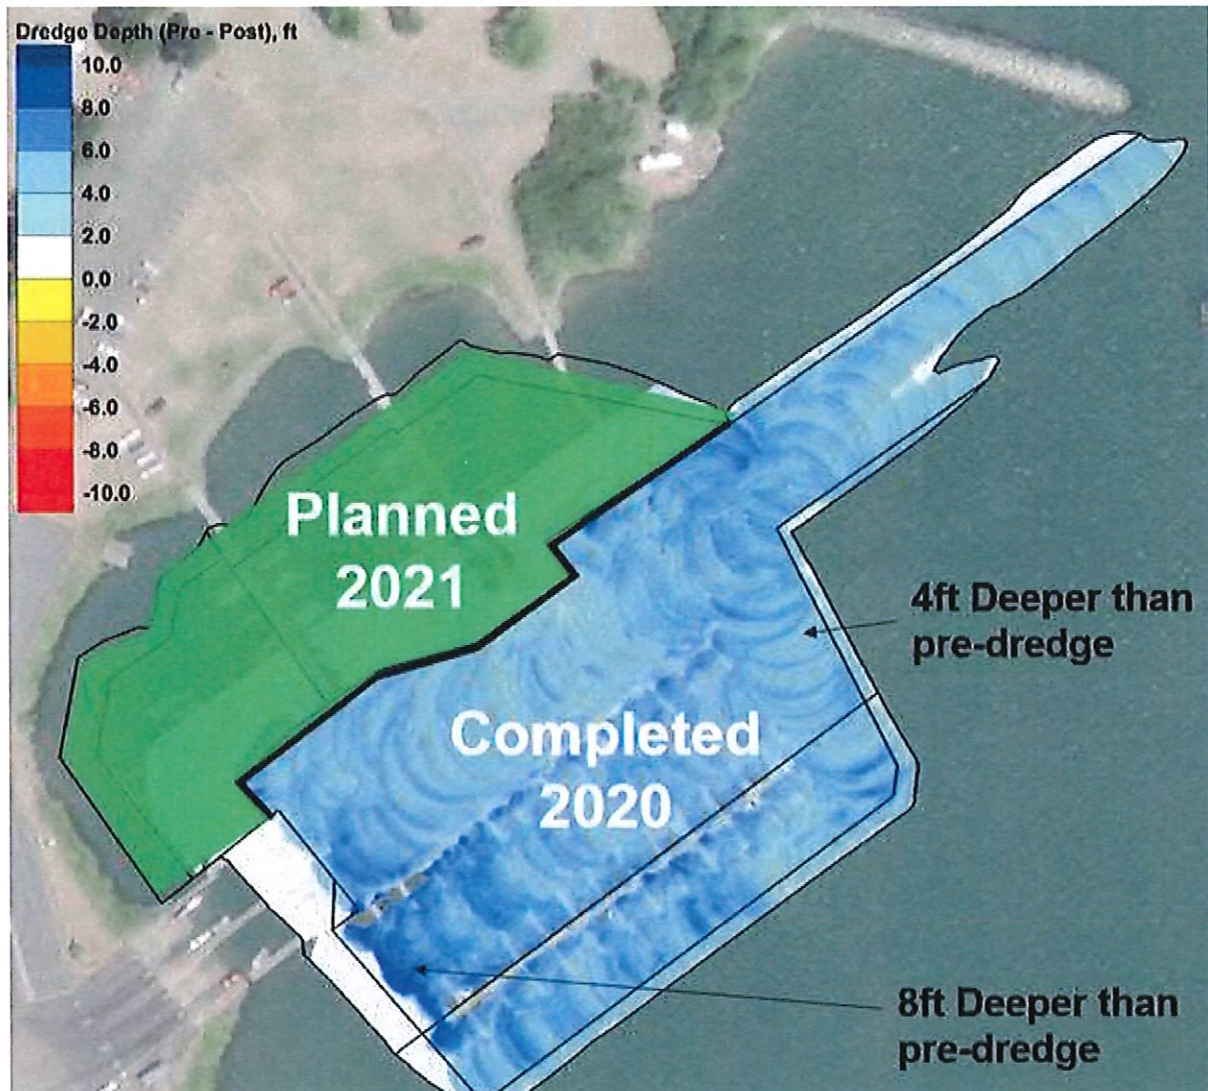 Dredge Depth (Pre - Post), ft
10.0
8.0
6.0
4.0
2.0
0.0
-2.0
-4.0
-6.0
-8.0
-10.0
Planned
2021
4ft Deeper than
pre-dredge
Completed
2020
8ft Deeper than
pre-dredge